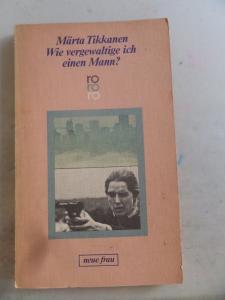 Märta Tikkanen
Wie vergewaltige ich
einen Mann?
ro
ro
ro
neue frau